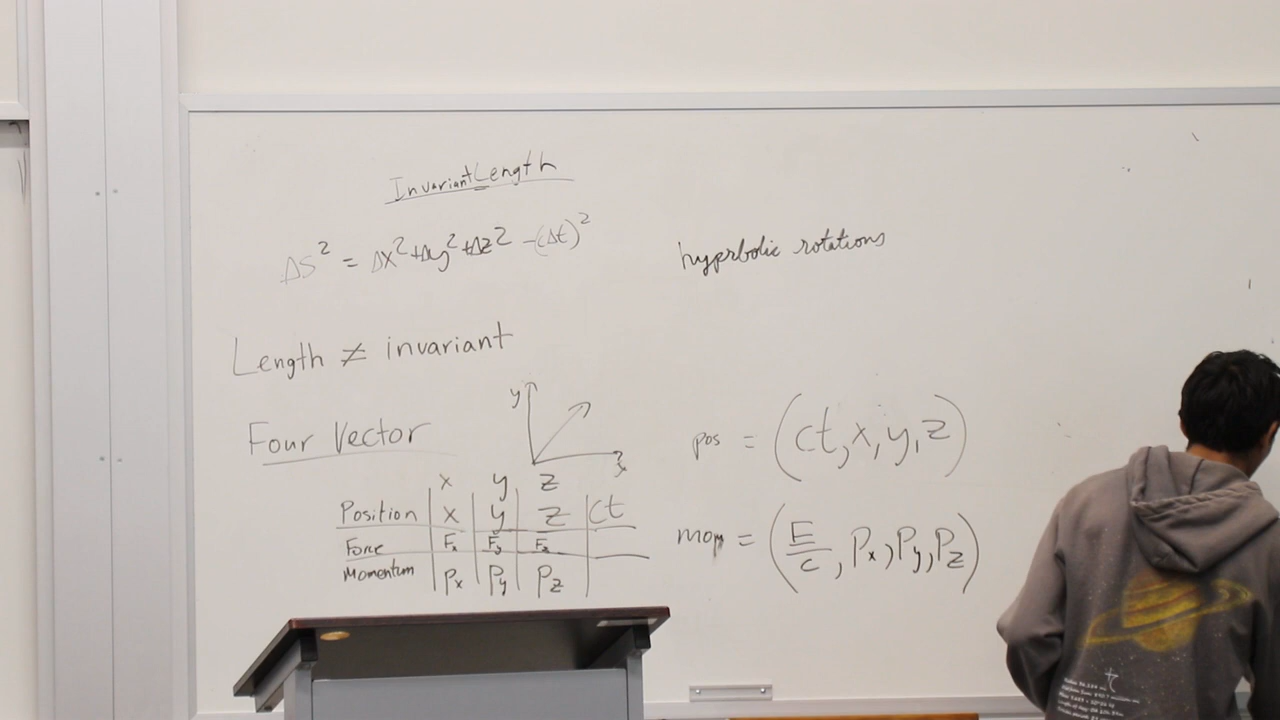 Invariant Length
ΔS² = Δx²+Δy²+Δz² -(cΔt)²
hyperbolic rotations
Length ≠ invariant
Four Vector
y
x
pos = (ct, x, y, z)
x y z
Position x y z ct
Force Fx Fy Fz
Momentum Px Py Pz
mom = (E/c, Px, Py, Pz)